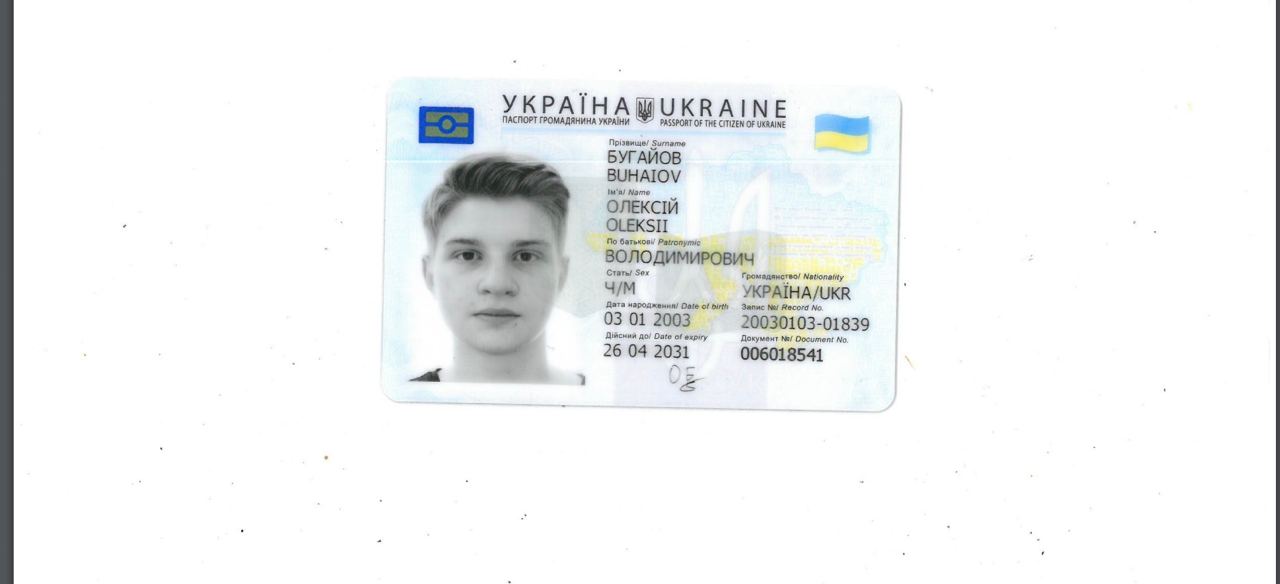 УКРАЇНА UKRAINE
ПАСПОРТ ГРОМАДЯНИНА УКРАЇНИ PASSPORT OF THE CITIZEN OF UKRAINE
Прізвище/ Surname
БУГАЙОВ
BUHAIOV
Ім'я/ Name
ОЛЕКСІЙ
OLEKSII
По батькові/ Patronymic
ВОЛОДИМИРОВИЧ
Стать/ Sex Громадянство/ Nationality
Ч/М УКРАЇНА/UKR
Дата народження/ Date of birth Запис №/ Record No.
03 01 2003 20030103-01839
Дійсний до/ Date of expiry Документ №/ Document No.
26 04 2031 006018541